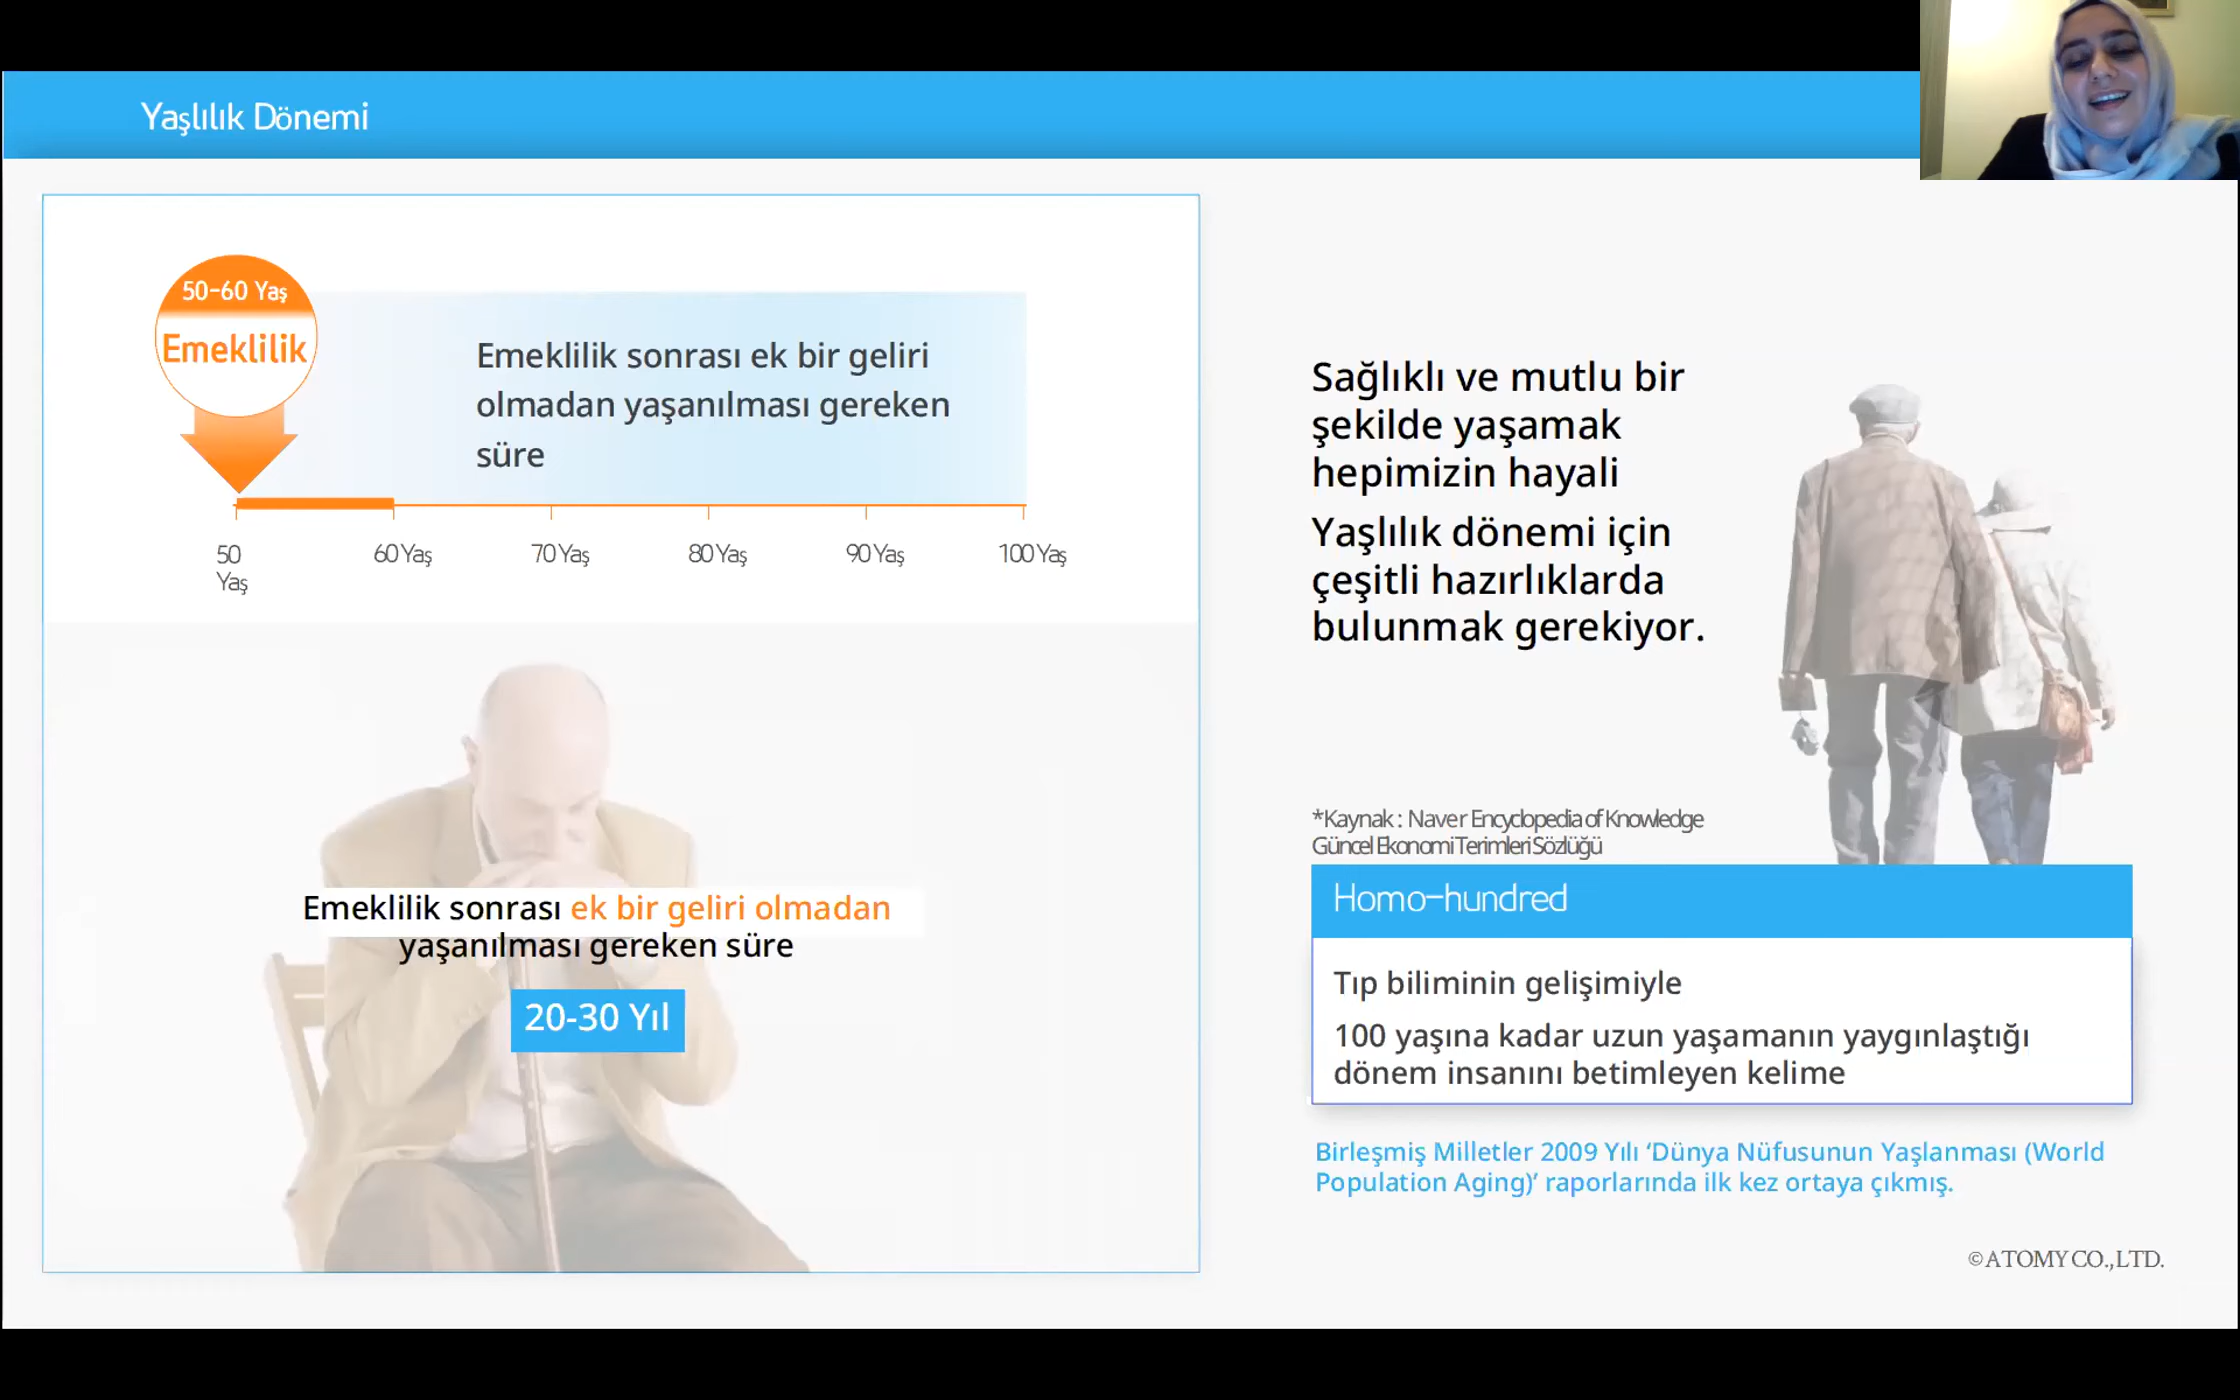 Yaşlılık Dönemi
50-60 Yaş
Emeklilik
Emeklilik sonrası ek bir geliri
olmadan yaşanılması gereken
süre
50
Yaş
60 Yaş
70 Yaş
80 Yaş
90 Yaş
100 Yaş
Emeklilik sonrası ek bir geliri olmadan
yaşanılması gereken süre
20-30 Yıl
Sağlıklı ve mutlu bir
şekilde yaşamak
hepimizin hayali
Yaşlılık dönemi için
çeşitli hazırlıklarda
bulunmak gerekiyor.
*Kaynak : Naver Encyclopedia of Knowledge
Güncel Ekonomi Terimleri Sözlüğü
Homo-hundred
Tıp biliminin gelişimiyle
100 yaşına kadar uzun yaşamanın yaygınlaştığı
dönem insanını betimleyen kelime
Birleşmiş Milletler 2009 Yılı ‘Dünya Nüfusunun Yaşlanması (World
Population Aging)’ raporlarında ilk kez ortaya çıkmış.
©ATOMY CO.,LTD.